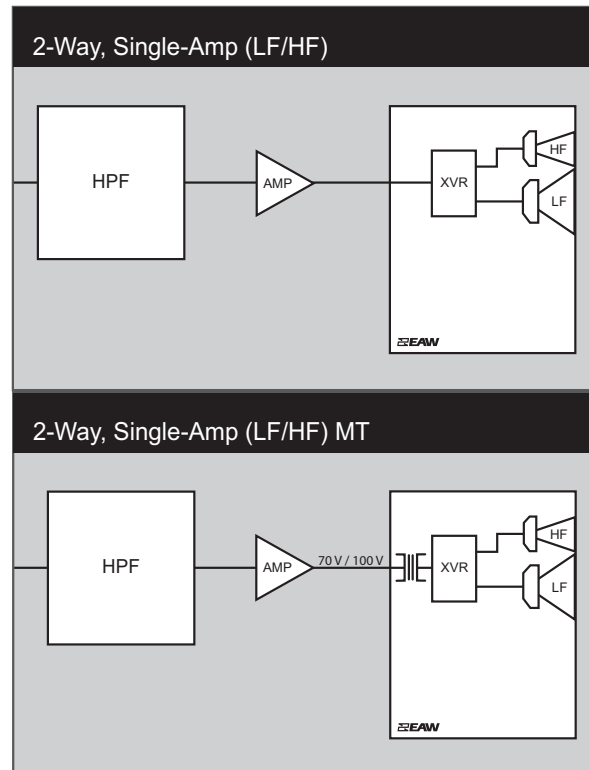 2-Way, Single-Amp (LF/HF)
HPF
AMP
XVR
HF
LF
EAW
2-Way, Single-Amp (LF/HF) MT
HPF
AMP
70 V / 100 V
XVR
HF
LF
EAW